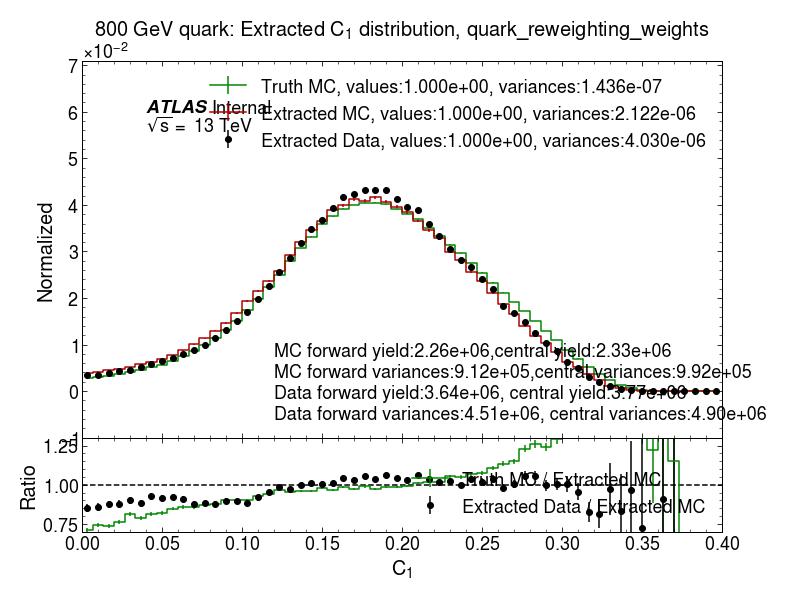 800 GeV quark: Extracted C₁ distribution, quark_reweighting_weights
×10⁻²
7
6
5
4
3
2
1
0
Normalized
ATLAS Internal
√s = 13 TeV
Truth MC, values:1.000e+00, variances:1.436e-07
Extracted MC, values:1.000e+00, variances:2.122e-06
Extracted Data, values:1.000e+00, variances:4.030e-06
MC forward yield:2.26e+06,central yield:2.33e+06
MC forward variances:9.12e+05,central variances:9.92e+05
Data forward yield:3.64e+06, central yield:3.77e+06
Data forward variances:4.51e+06, central variances:4.90e+06
1.25
1.00
0.75
Ratio
Truth MC / Extracted MC
Extracted Data / Extracted MC
0.00 0.05 0.10 0.15 0.20 0.25 0.30 0.35 0.40
C₁